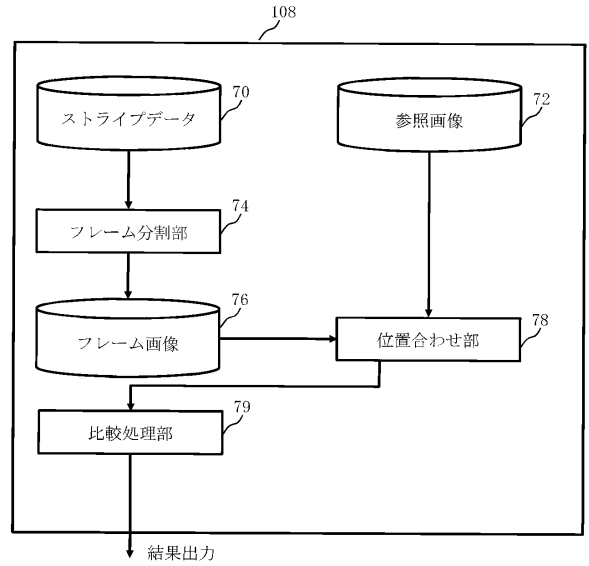 108
ストライプデータ
70
参照画像
72
フレーム分割部
74
フレーム画像
76
位置合わせ部
78
比較処理部
79
結果出力